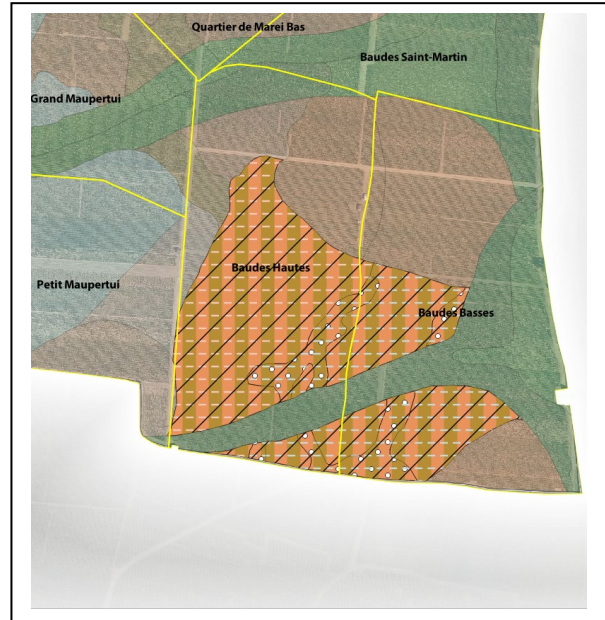 Quartier de Marei Bas
Baudes Saint-Martin
Grand Maupertui
Baudes Hautes
Petit Maupertui
Baudes Basses